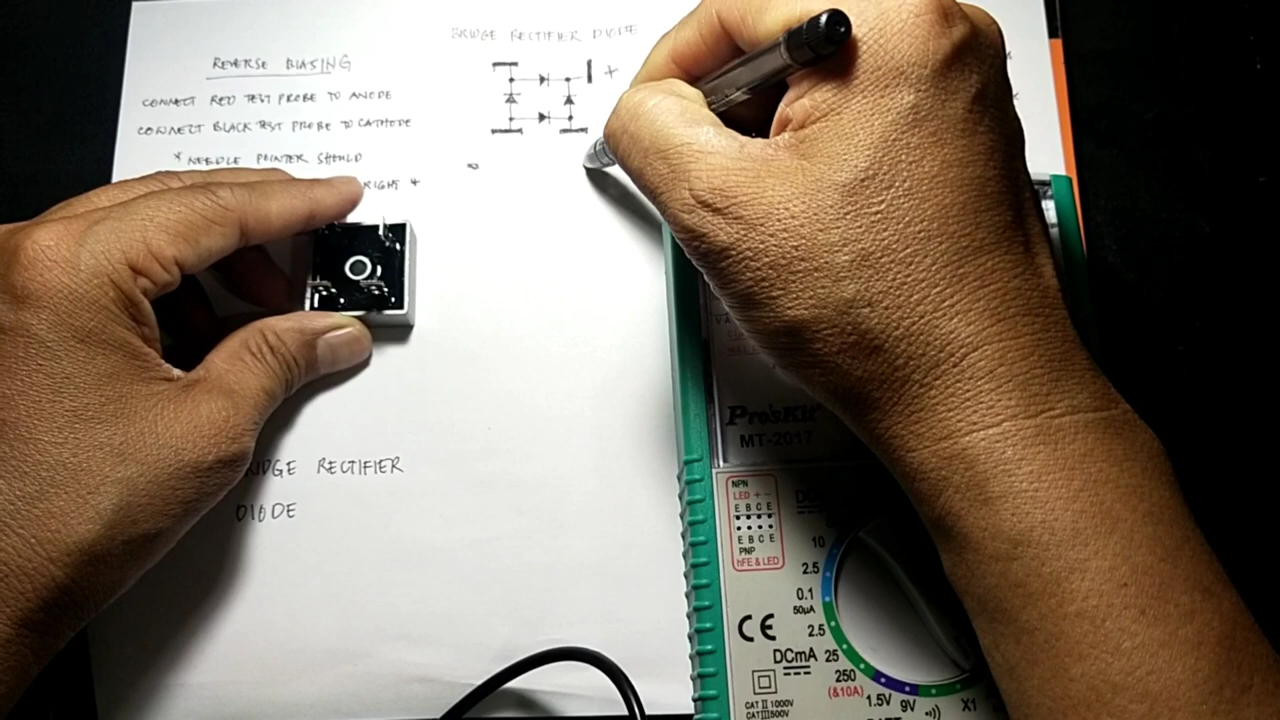 BRIDGE RECTIFIER DIODE
+
REVERSE BIASING
CONNECT RED TEST PROBE TO ANODE
CONNECT BLACK TEST PROBE TO CATHODE
* NEEDLE POINTER SHOULD
RIGHT *
RIDGE RECTIFIER
DIODE
Pro'sKit
MT-2017
NPN
LED + -
E B C E
E B C E
PNP
hFE & LED
10
2.5
0.1
50µA
2.5
DCmA 25
250
(&10A)
CE
CAT II 1000V
CAT III 500V
1.5V 9V
X1